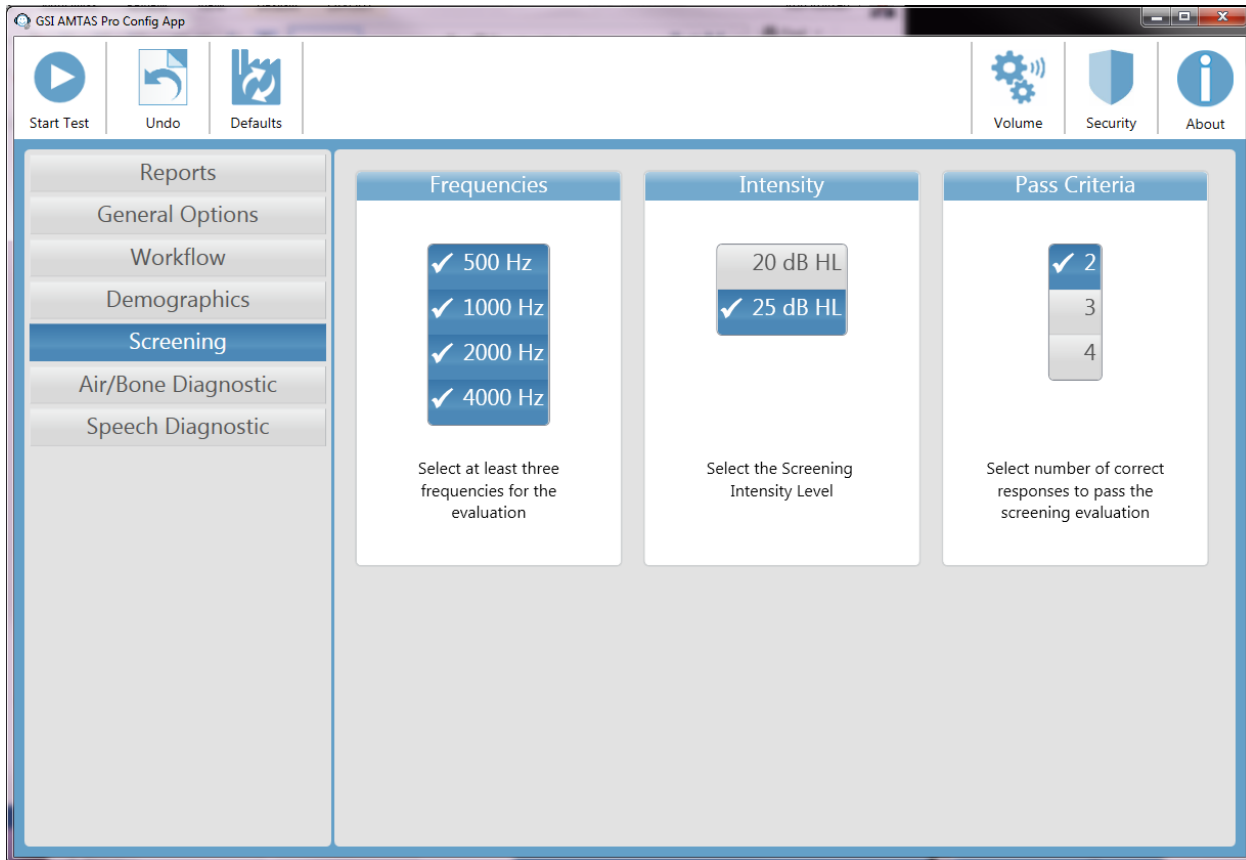 GSI AMTAS Pro Config App
Start Test
Undo
Defaults
Volume
Security
About
Reports
General Options
Workflow
Demographics
Screening
Air/Bone Diagnostic
Speech Diagnostic
Frequencies
500 Hz
1000 Hz
2000 Hz
4000 Hz
Select at least three
frequencies for the
evaluation
Intensity
20 dB HL
25 dB HL
Select the Screening
Intensity Level
Pass Criteria
2
3
4
Select number of correct
responses to pass the
screening evaluation